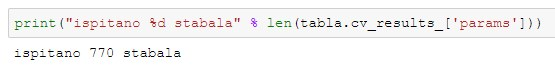 print("ispitano %d stabala" % len(tabla.cv_results_['params']))
ispitano 770 stabala